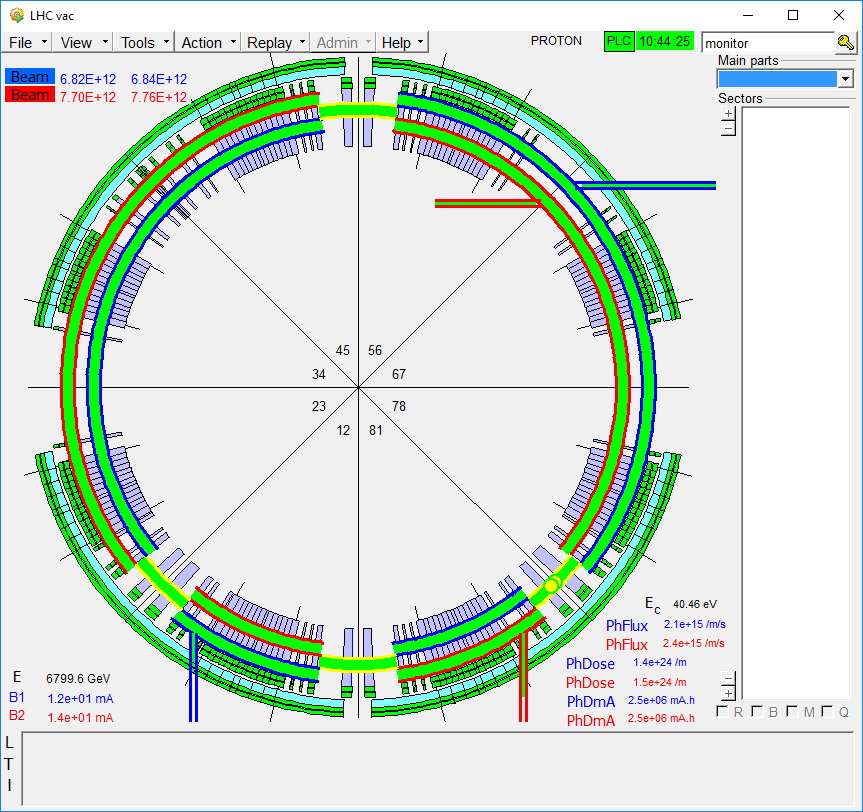 LHC vac
File View Tools Action Replay Admin Help PROTON PLC 10:44:25 monitor
Main parts
Beam 6.82E+12 6.84E+12
Beam 7.70E+12 7.76E+12
Sectors
+
−
45 56
34 67
23 78
12 81
Ec 40.46 eV
PhFlux 2.1e+15 /m/s
PhFlux 2.4e+15 /m/s
PhDose 1.4e+24 /m
PhDose 1.5e+24 /m
PhDmA 2.5e+06 mA.h
PhDmA 2.5e+06 mA.h
E 6799.6 GeV
B1 1.2e+01 mA
B2 1.4e+01 mA
−
+
R B M Q
L
T
I